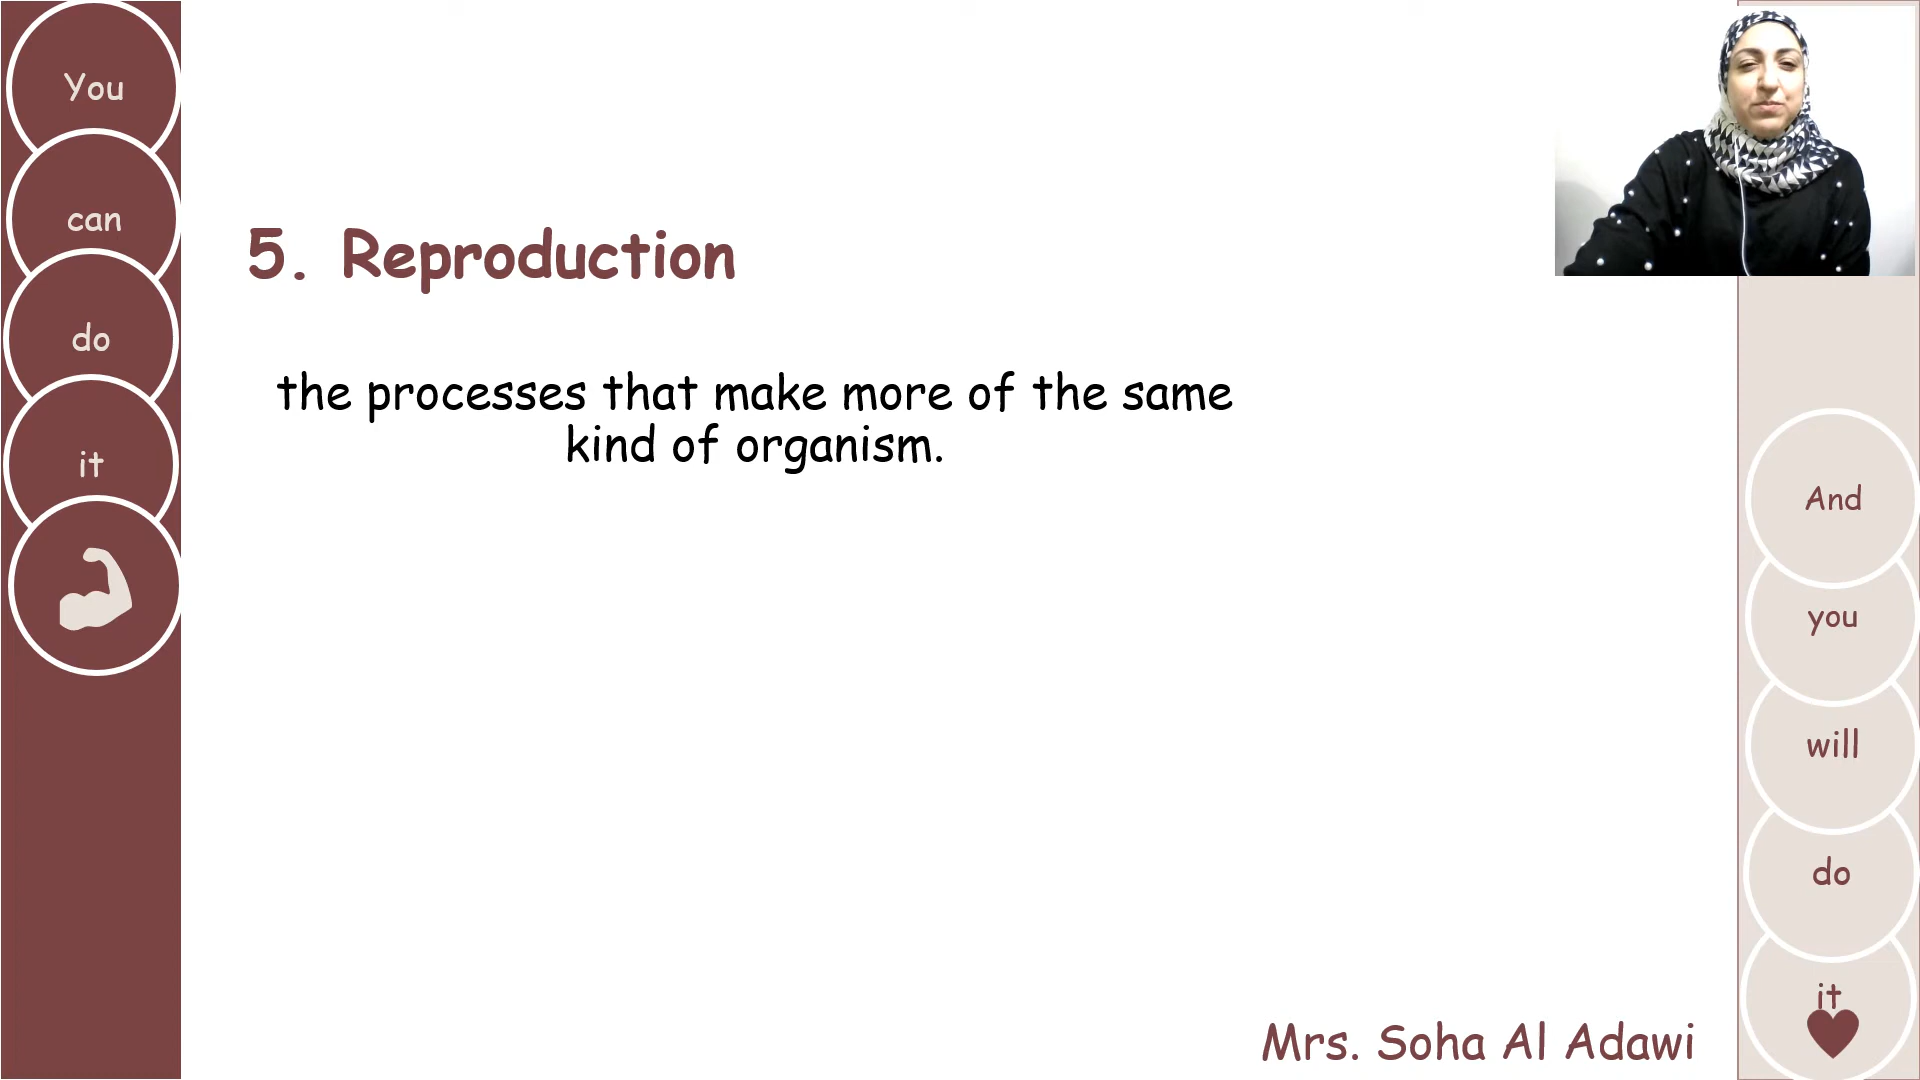 You
can
do
it
5. Reproduction
the processes that make more of the same
kind of organism.
And
you
will
do
it
Mrs. Soha Al Adawi